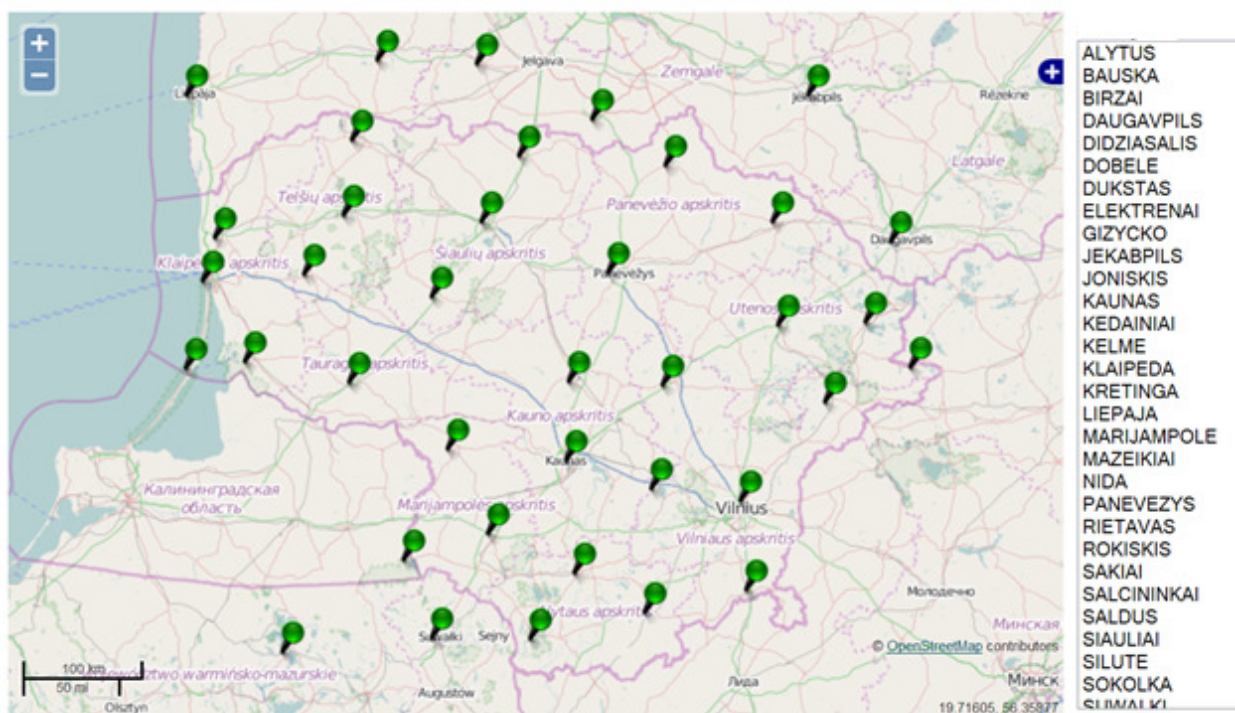 +
−
Jelgava
Zemgale
Liepāja
Jēkabpils
Rēzekne
Latgale
Telšių apskritis
Panevėžio apskritis
Šiaulių apskritis
Daugavpils
Klaipėdos apskritis
Panevėžys
Utenos apskritis
Tauragės apskritis
Kauno apskritis
Kaunas
Калининградская
область
Marijampolės apskritis
Vilnius
Vilniaus apskritis
Молодечно
Alytaus apskritis
Минская
Suwałki
Sejny
© OpenStreetMap contributors
100 km
50 mi
województwo warmińsko-mazurskie
Augustów
Лида
Минск
Olsztyn
19.71605, 56.35877
ALYTUS
BAUSKA
BIRZAI
DAUGAVPILS
DIDZIASALIS
DOBELE
DUKSTAS
ELEKTRENAI
GIZYCKO
JEKABPILS
JONISKIS
KAUNAS
KEDAINIAI
KELME
KLAIPEDA
KRETINGA
LIEPAJA
MARIJAMPOLE
MAZEIKIAI
NIDA
PANEVEZYS
RIETAVAS
ROKISKIS
SAKIAI
SALCININKAI
SALDUS
SIAULIAI
SILUTE
SOKOLKA
SUWALKI